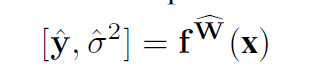 [ŷ, σ̂²] = f^Ŵ(x)